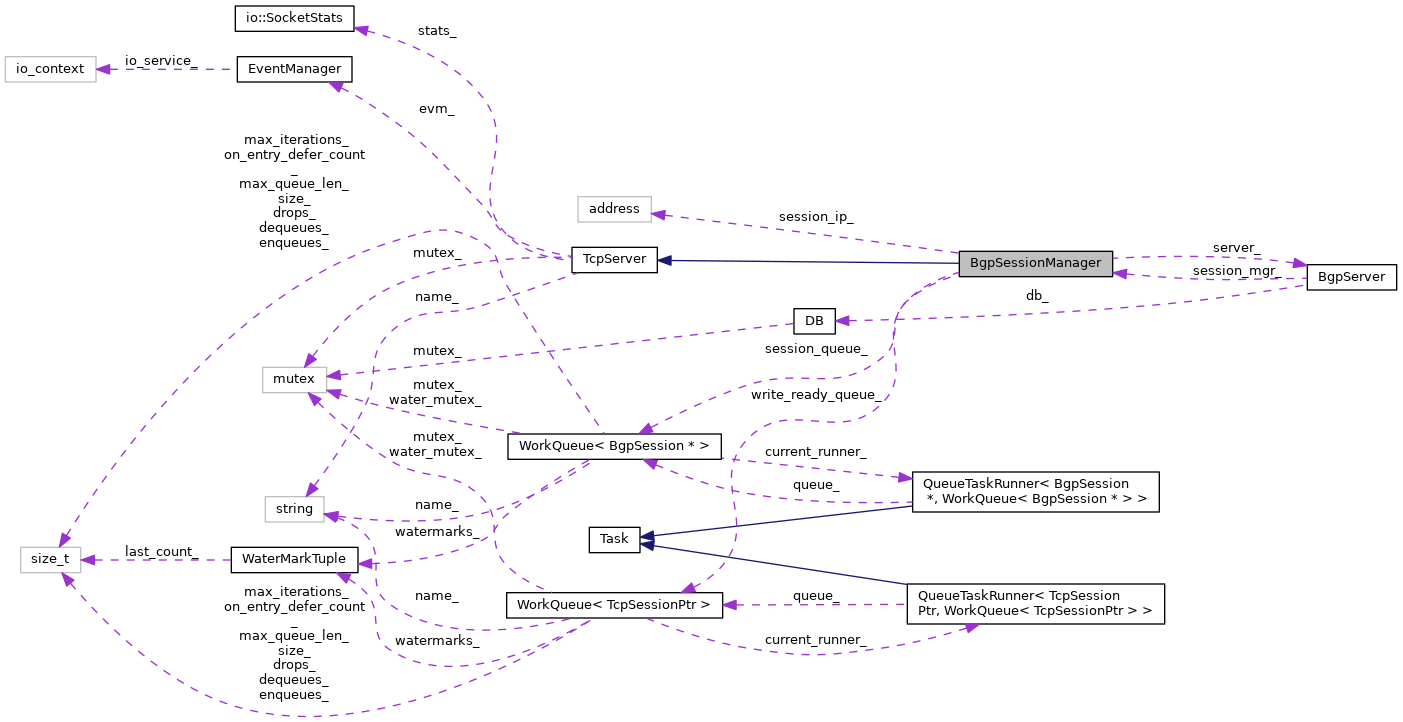 io::SocketStats
stats_
io_context
io_service_
EventManager
evm_
max_iterations_
on_entry_defer_count
_
max_queue_len_
size_
drops_
dequeues_
enqueues_
address
session_ip_
mutex_
TcpServer
BgpSessionManager
server_
session_mgr_
BgpServer
name_
db_
DB
mutex_
session_queue_
mutex
mutex_
water_mutex_
write_ready_queue_
mutex_
water_mutex_
WorkQueue< BgpSession * >
current_runner_
queue_
QueueTaskRunner< BgpSession
*, WorkQueue< BgpSession * > >
string
name_
watermarks_
Task
size_t
last_count_
WaterMarkTuple
max_iterations_
on_entry_defer_count
_
max_queue_len_
size_
drops_
dequeues_
enqueues_
name_
watermarks_
WorkQueue< TcpSessionPtr >
queue_
current_runner_
QueueTaskRunner< TcpSession
Ptr, WorkQueue< TcpSessionPtr > >